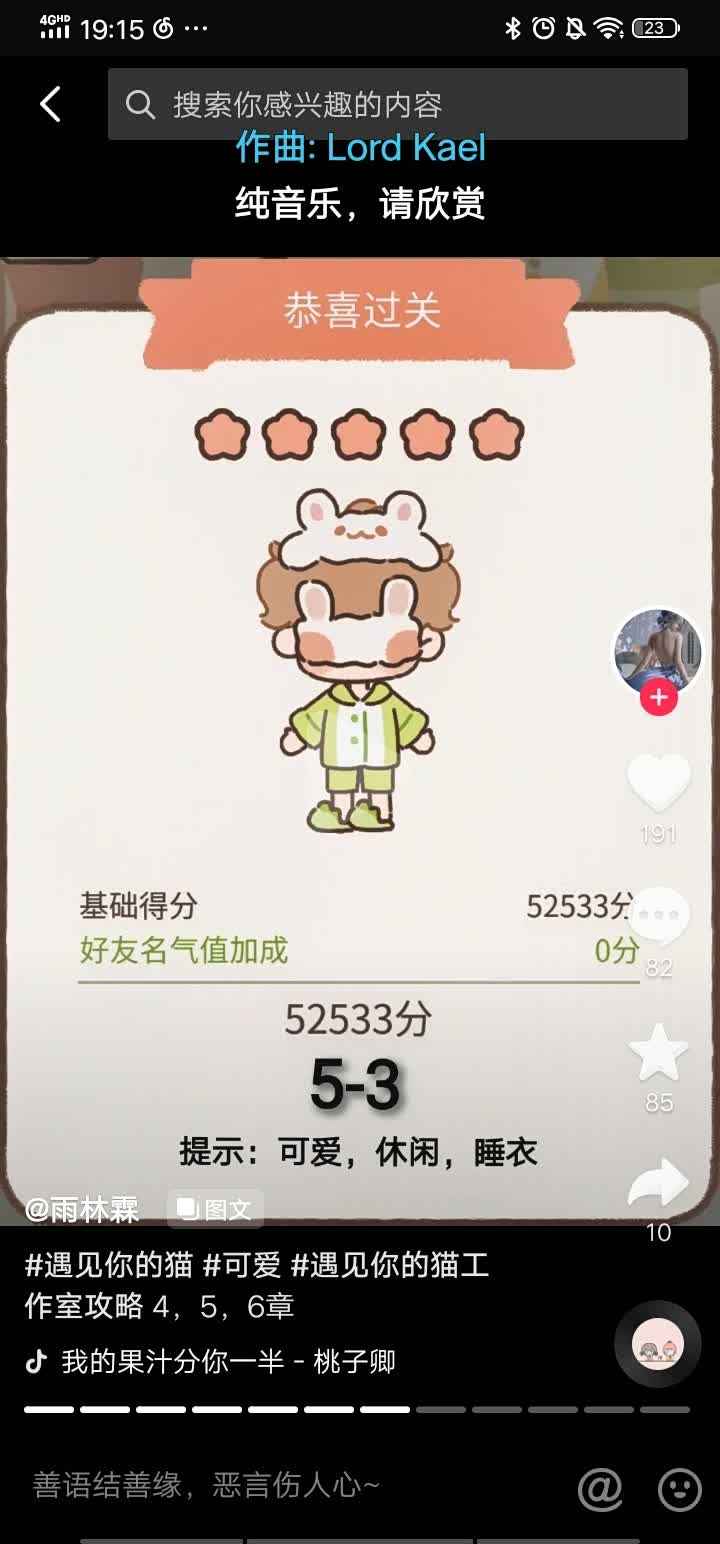 4GHD 19:15 ··· 23
搜索你感兴趣的内容
作曲: Lord Kael
纯音乐，请欣赏
恭喜过关
基础得分 52533分
好友名气值加成 0分
52533分
5-3
提示：可爱，休闲，睡衣
191
82
85
10
@雨林霖 图文
#遇见你的猫 #可爱 #遇见你的猫工
作室攻略 4，5，6章
我的果汁分你一半 - 桃子卿
善语结善缘，恶言伤人心~